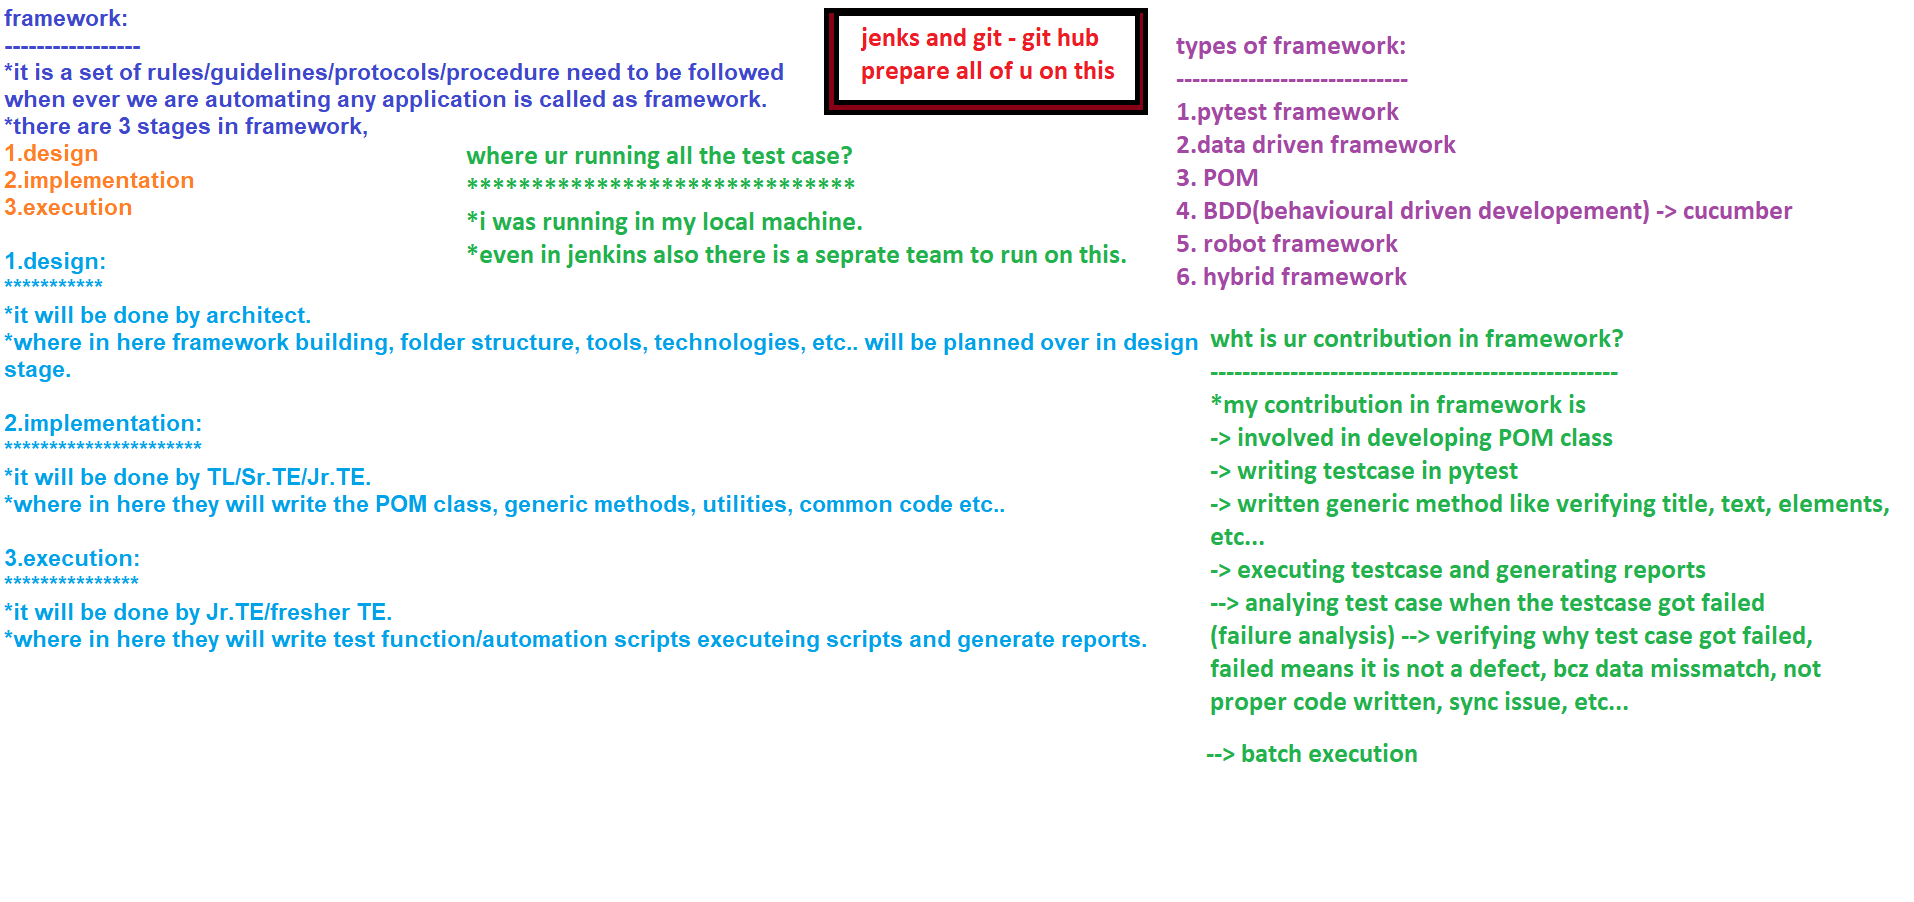 framework:
-----------------
*it is a set of rules/guidelines/protocols/procedure need to be followed
when ever we are automating any application is called as framework.
*there are 3 stages in framework,
1.design
2.implementation
3.execution
1.design:
***********
*it will be done by architect.
*where in here framework building, folder structure, tools, technologies, etc.. will be planned over in design
stage.
2.implementation:
**********************
*it will be done by TL/Sr.TE/Jr.TE.
*where in here they will write the POM class, generic methods, utilities, common code etc..
3.execution:
***************
*it will be done by Jr.TE/fresher TE.
*where in here they will write test function/automation scripts executeing scripts and generate reports.
jenks and git - git hub
prepare all of u on this
where ur running all the test case?
******************************
*i was running in my local machine.
*even in jenkins also there is a seprate team to run on this.
types of framework:
-----------------------------
1.pytest framework
2.data driven framework
3. POM
4. BDD(behavioural driven developement) -> cucumber
5. robot framework
6. hybrid framework
wht is ur contribution in framework?
---------------------------------------------------
*my contribution in framework is
-> involved in developing POM class
-> writing testcase in pytest
-> written generic method like verifying title, text, elements,
etc...
-> executing testcase and generating reports
--> analying test case when the testcase got failed
(failure analysis) --> verifying why test case got failed,
failed means it is not a defect, bcz data missmatch, not
proper code written, sync issue, etc...
--> batch execution